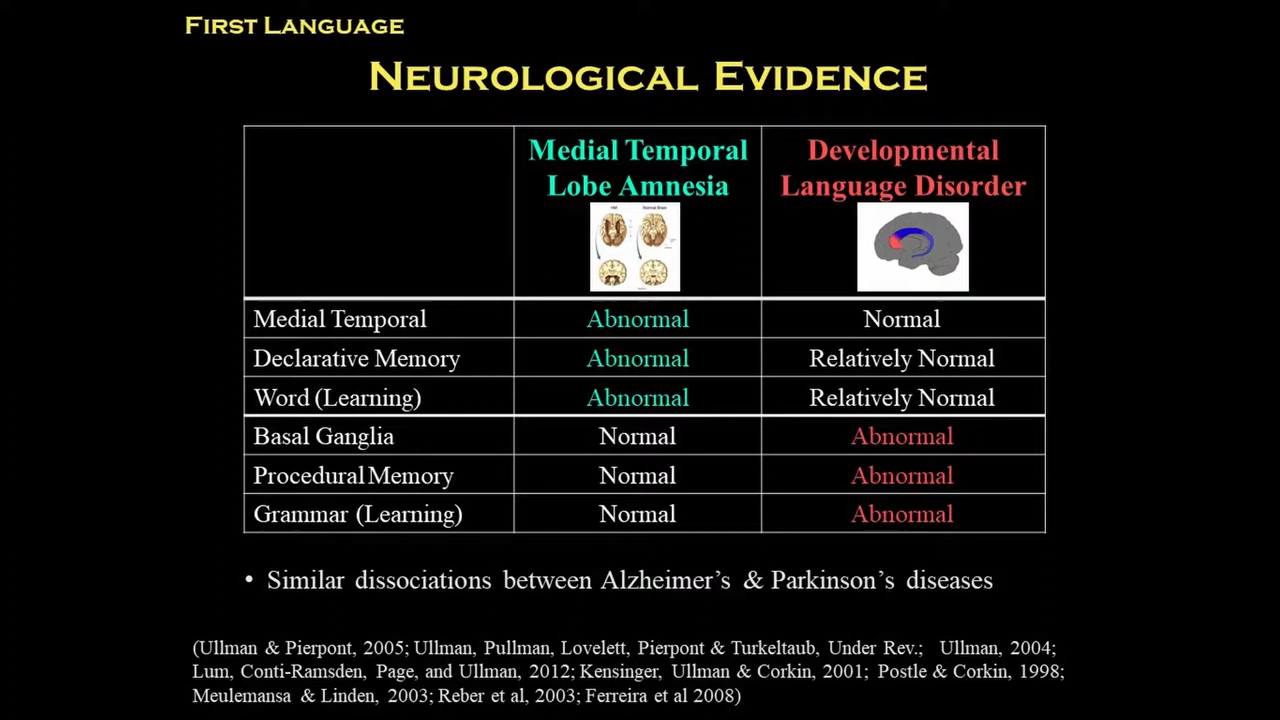 First Language
Neurological Evidence
Medial Temporal
Lobe Amnesia
Developmental
Language Disorder
HM Normal Brain
Medial Temporal Abnormal Normal
Declarative Memory Abnormal Relatively Normal
Word (Learning) Abnormal Relatively Normal
Basal Ganglia Normal Abnormal
Procedural Memory Normal Abnormal
Grammar (Learning) Normal Abnormal
• Similar dissociations between Alzheimer’s & Parkinson’s diseases
(Ullman & Pierpont, 2005; Ullman, Pullman, Lovelett, Pierpont & Turkeltaub, Under Rev.; Ullman, 2004;
Lum, Conti-Ramsden, Page, and Ullman, 2012; Kensinger, Ullman & Corkin, 2001; Postle & Corkin, 1998;
Meulemansa & Linden, 2003; Reber et al, 2003; Ferreira et al 2008)